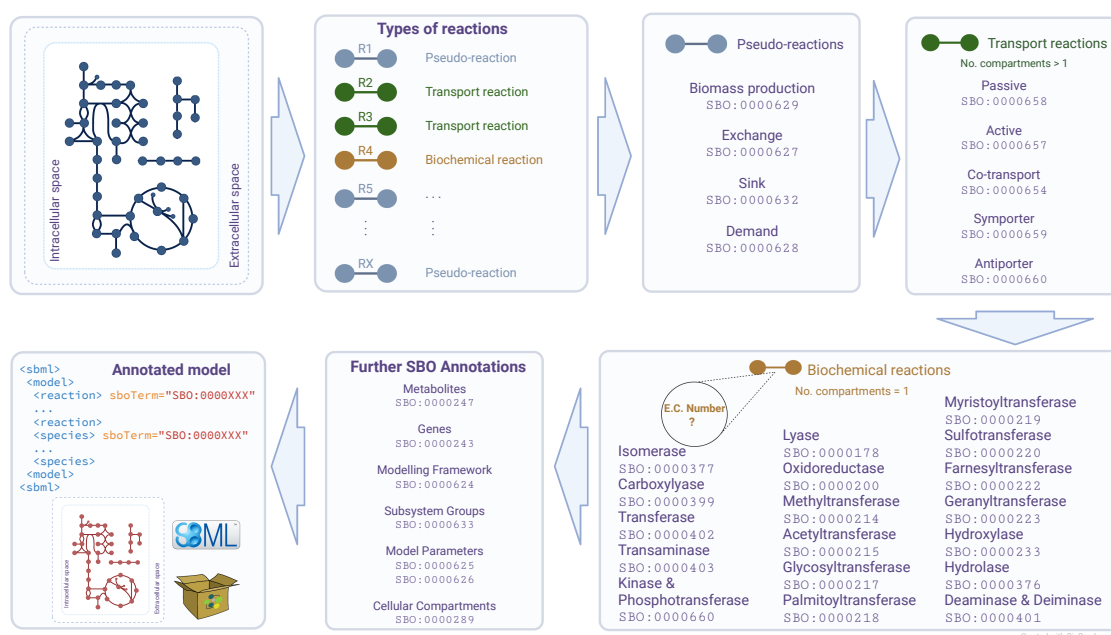 Intracellular space
Extracellular space
Types of reactions
R1
Pseudo-reaction
R2
Transport reaction
R3
Transport reaction
R4
Biochemical reaction
R5
...
RX
Pseudo-reaction
Pseudo-reactions
Biomass production
SBO:0000629
Exchange
SBO:0000627
Sink
SBO:0000632
Demand
SBO:0000628
Transport reactions
No. compartments > 1
Passive
SBO:0000658
Active
SBO:0000657
Co-transport
SBO:0000654
Symporter
SBO:0000659
Antiporter
SBO:0000660
Biochemical reactions
No. compartments = 1
E.C. Number
?
Isomerase
SBO:0000377
Carboxylyase
SBO:0000399
Transferase
SBO:0000402
Transaminase
SBO:0000403
Kinase &
Phosphotransferase
SBO:0000660
Lyase
SBO:0000178
Oxidoreductase
SBO:0000200
Methyltransferase
SBO:0000214
Acetyltransferase
SBO:0000215
Glycosyltransferase
SBO:0000217
Palmitoyltransferase
SBO:0000218
Myristoyltransferase
SBO:0000219
Sulfotransferase
SBO:0000220
Farnesyltransferase
SBO:0000222
Geranyltransferase
SBO:0000223
Hydroxylase
SBO:0000233
Hydrolase
SBO:0000376
Deaminase & Deiminase
SBO:0000401
Further SBO Annotations
Metabolites
SBO:0000247
Genes
SBO:0000243
Modelling Framework
SBO:0000624
Subsystem Groups
SBO:0000633
Model Parameters
SBO:0000625
SBO:0000626
Cellular Compartments
SBO:0000289
Annotated model
<sbml>
<model>
<reaction> sboTerm="SBO:0000XXX"
...
<reaction>
<species> sboTerm="SBO:0000XXX"
...
<species>
<model>
<sbml>
Intracellular space
Extracellular space
SBML